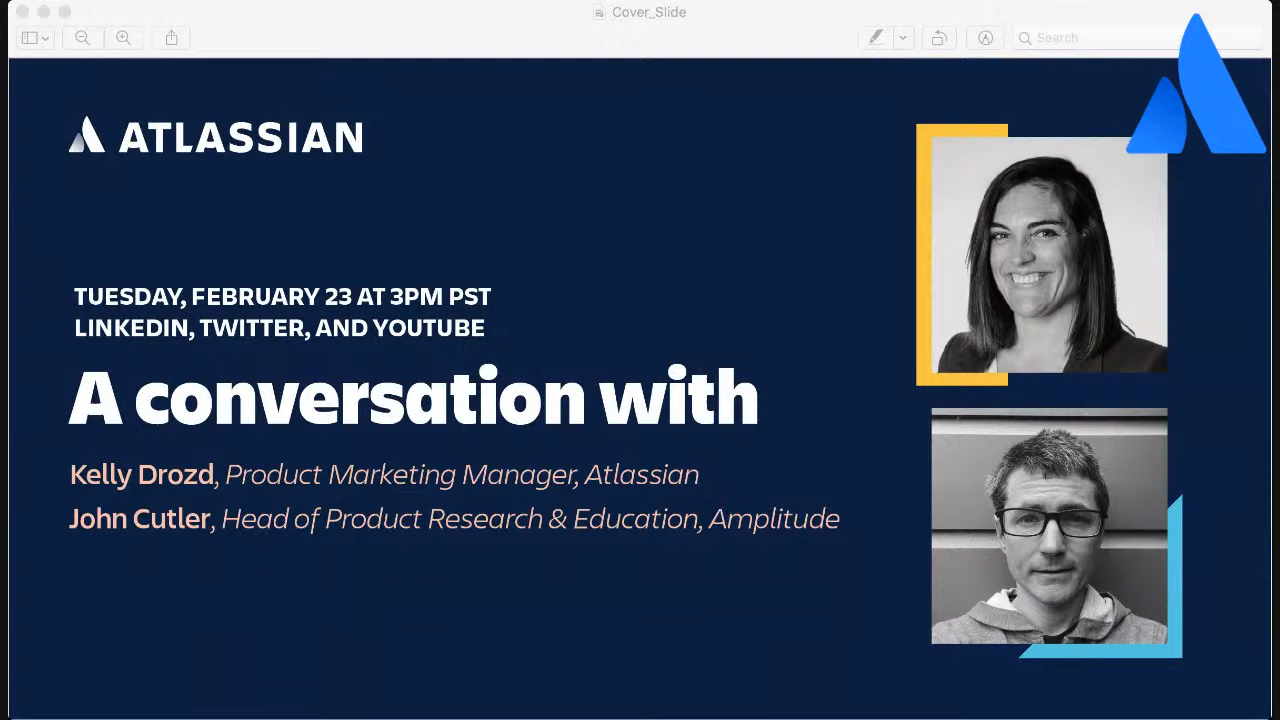 Cover_Slide
Search
ATLASSIAN
TUESDAY, FEBRUARY 23 AT 3PM PST
LINKEDIN, TWITTER, AND YOUTUBE
A conversation with
Kelly Drozd, Product Marketing Manager, Atlassian
John Cutler, Head of Product Research & Education, Amplitude